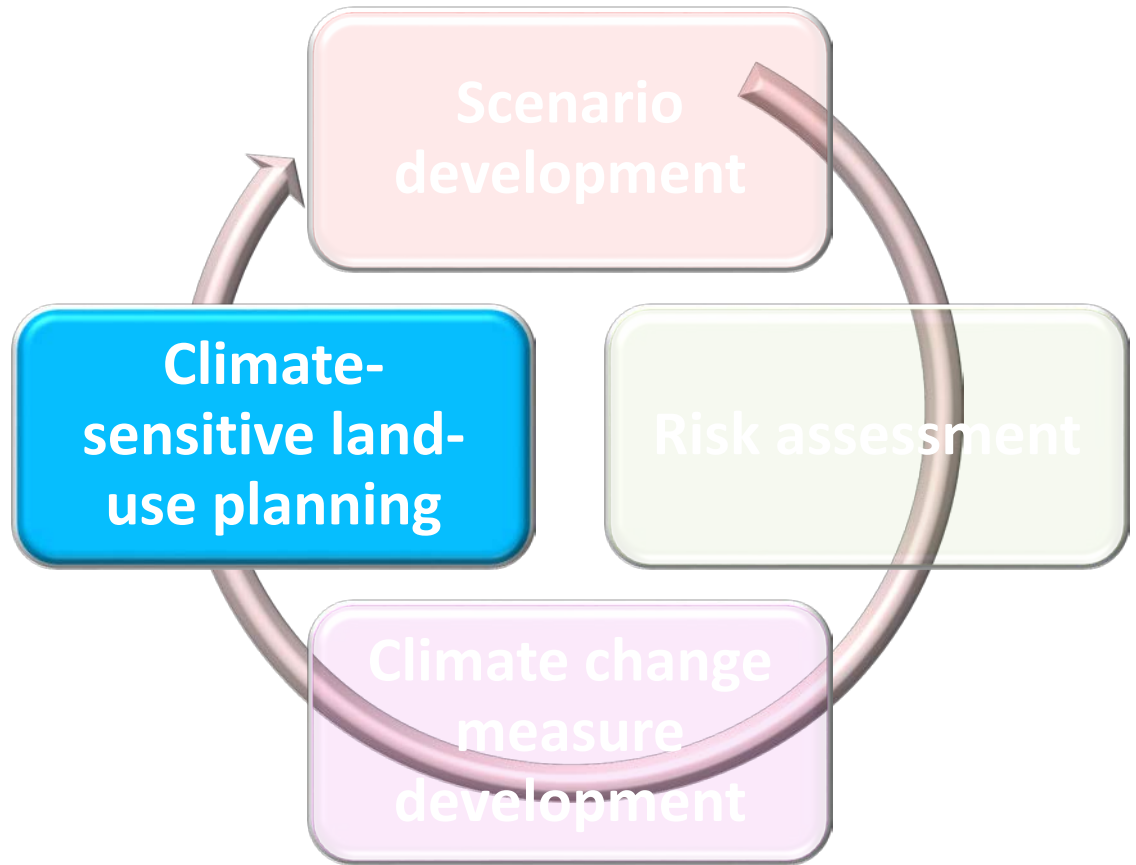 Scenario
development
Climate-
sensitive land-
use planning
Risk assessment
Climate change
measure
development